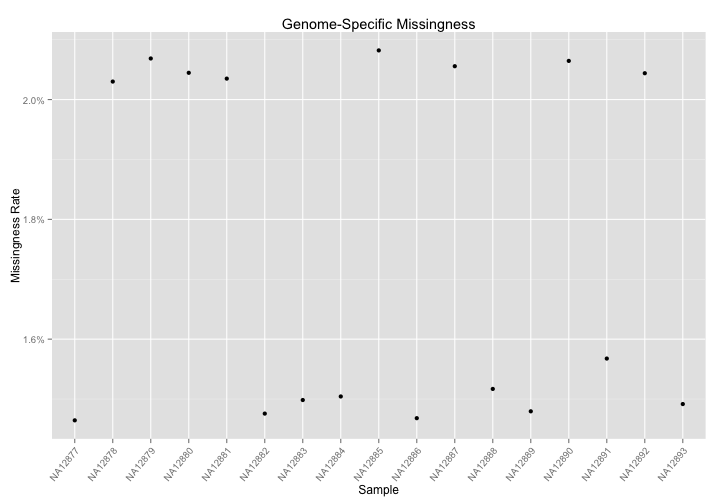 Genome-Specific Missingness
2.0%
1.8%
1.6%
Missingness Rate
NA12877
NA12878
NA12879
NA12880
NA12881
NA12882
NA12883
NA12884
NA12885
NA12886
NA12887
NA12888
NA12889
NA12890
NA12891
NA12892
NA12893
Sample